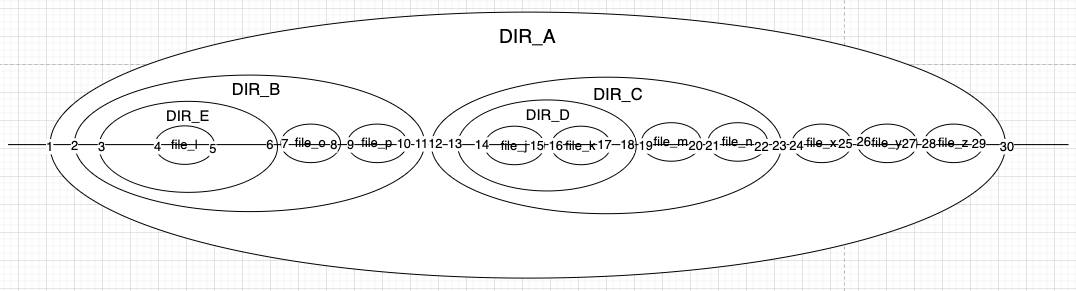 DIR_A
DIR_B
DIR_C
DIR_E
DIR_D
1 2 3 4 file_l 5 6 7 file_o 8 9 file_p 10 11 12 13 14 file_j 15 16 file_k 17 18 19 file_m 20 21 file_n 22 23 24 file_x 25 26 file_y 27 28 file_z 29 30